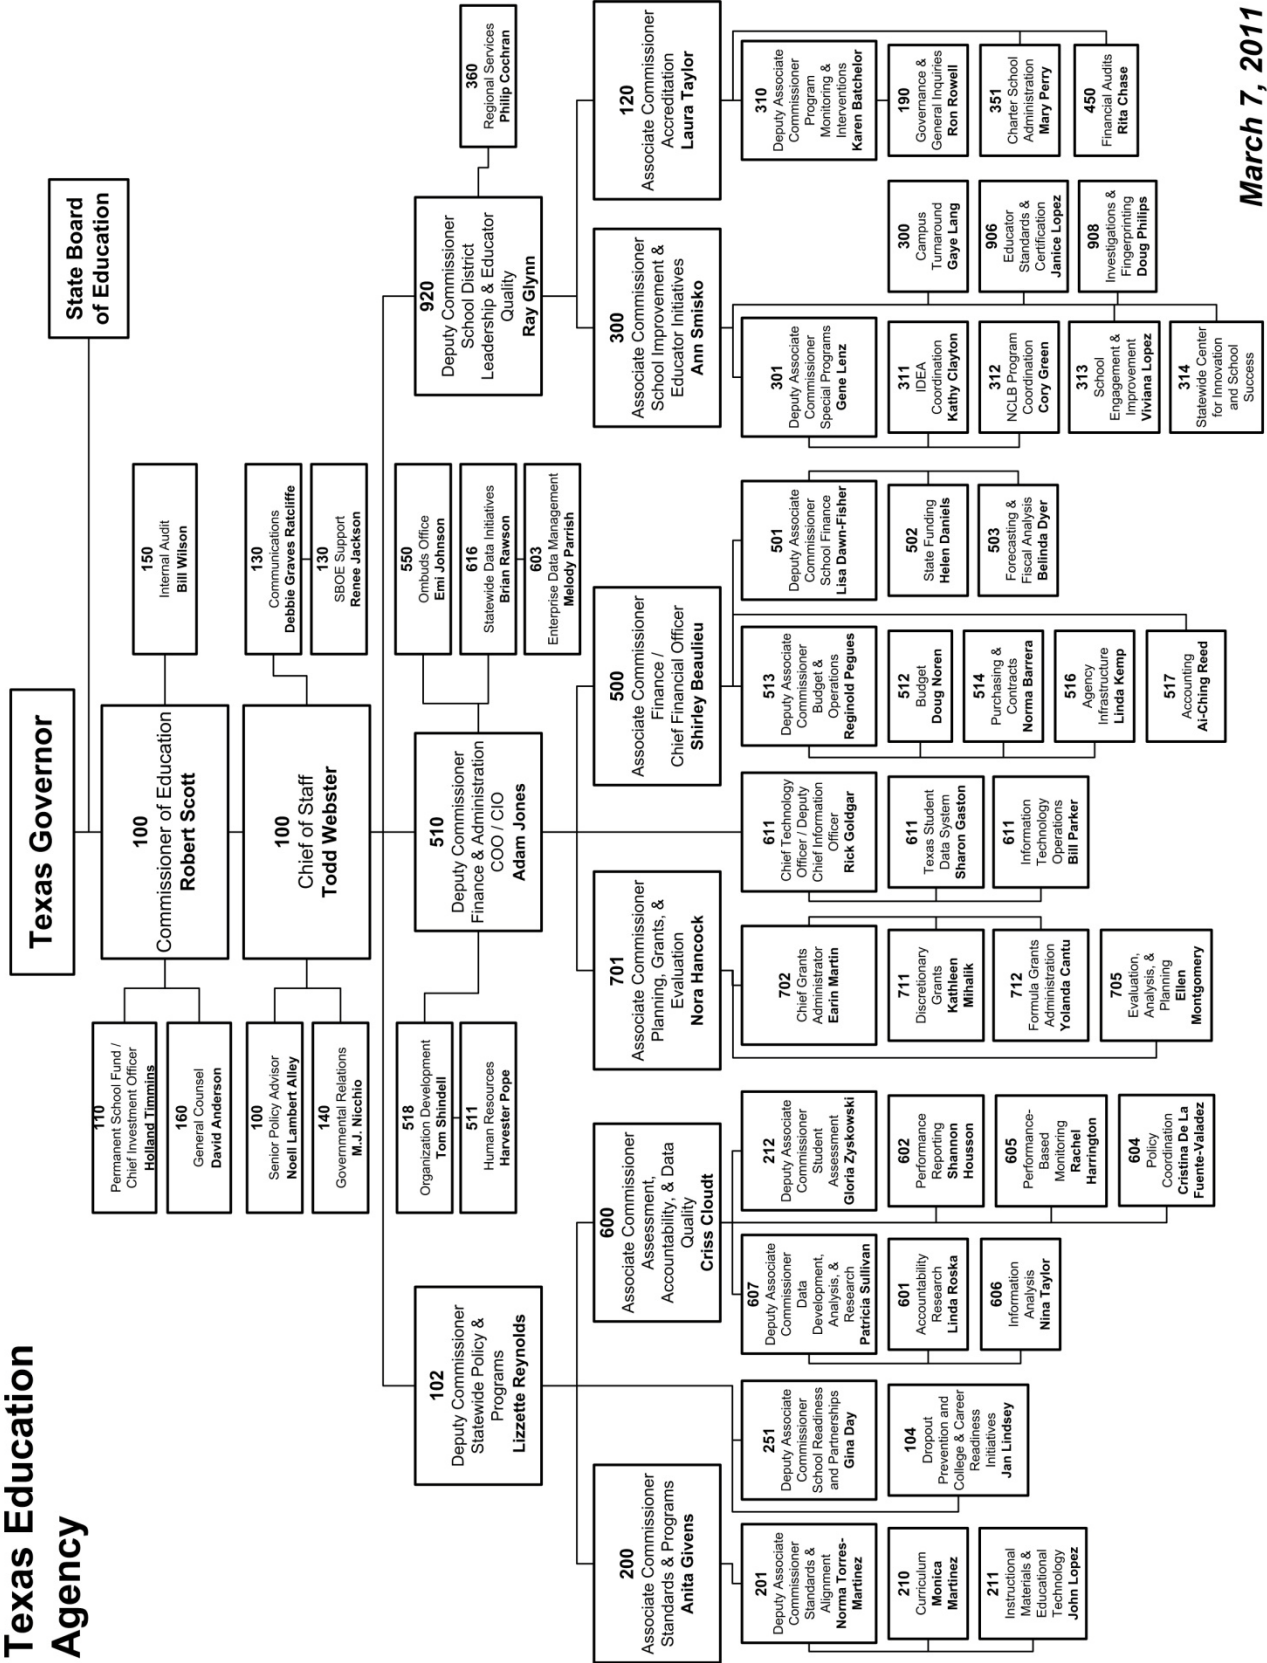 Texas Education
Agency
Texas Governor
State Board
of Education
100
Commissioner of Education
Robert Scott
110
Permanent School Fund /
Chief Investment Officer
Holland Timmins
160
General Counsel
David Anderson
150
Internal Audit
Bill Wilson
100
Chief of Staff
Todd Webster
100
Senior Policy Advisor
Noell Lambert Alley
140
Governmental Relations
M.J. Nicchio
130
Communications
Debbie Graves Ratcliffe
130
SBOE Support
Renee Jackson
102
Deputy Commissioner
Statewide Policy &
Programs
Lizzette Reynolds
518
Organization Development
Tom Shindell
511
Human Resources
Harvester Pope
510
Deputy Commissioner
Finance & Administration
COO / CIO
Adam Jones
550
Ombuds Office
Emi Johnson
616
Statewide Data Initiatives
Brian Rawson
603
Enterprise Data Management
Melody Parrish
920
Deputy Commissioner
School District
Leadership & Educator
Quality
Ray Glynn
360
Regional Services
Philip Cochran
200
Associate Commissioner
Standards & Programs
Anita Givens
600
Associate Commissioner
Assessment,
Accountability, & Data
Quality
Criss Cloudt
701
Associate Commissioner
Planning, Grants, &
Evaluation
Nora Hancock
500
Associate Commissioner
Finance /
Chief Financial Officer
Shirley Beaulieu
300
Associate Commissioner
School Improvement &
Educator Initiatives
Ann Smisko
120
Associate Commissioner
Accreditation
Laura Taylor
201
Deputy Associate
Commissioner
Standards &
Alignment
Norma Torres-
Martinez
210
Curriculum
Monica
Martinez
211
Instructional
Materials &
Educational
Technology
John Lopez
251
Deputy Associate
Commissioner
School Readiness
and Partnerships
Gina Day
104
Dropout
Prevention and
College & Career
Readiness
Initiatives
Jan Lindsey
607
Deputy Associate
Commissioner
Data
Development,
Analysis, &
Research
Patricia Sullivan
601
Accountability
Research
Linda Roska
606
Information
Analysis
Nina Taylor
212
Deputy Associate
Commissioner
Student
Assessment
Gloria Zyskowski
602
Performance
Reporting
Shannon
Housson
605
Performance-
Based
Monitoring
Rachel
Harrington
604
Policy
Coordination
Cristina De La
Fuente-Valadez
702
Chief Grants
Administrator
Earin Martin
711
Discretionary
Grants
Kathleen
Mihalik
712
Formula Grants
Administration
Yolanda Cantu
705
Evaluation,
Analysis, &
Planning
Ellen
Montgomery
611
Chief Technology
Officer / Deputy
Chief Information
Officer
Rick Goldgar
611
Texas Student
Data System
Sharon Gaston
611
Information
Technology
Operations
Bill Parker
513
Deputy Associate
Commissioner
Budget &
Operations
Reginold Pegues
512
Budget
Doug Noren
514
Purchasing &
Contracts
Norma Barrera
516
Agency
Infrastructure
Linda Kemp
517
Accounting
Ai-Ching Reed
501
Deputy Associate
Commissioner
School Finance
Lisa Dawn-Fisher
502
State Funding
Helen Daniels
503
Forecasting &
Fiscal Analysis
Belinda Dyer
301
Deputy Associate
Commissioner
Special Programs
Gene Lenz
311
IDEA
Coordination
Kathy Clayton
312
NCLB Program
Coordination
Cory Green
313
School
Engagement &
Improvement
Viviana Lopez
314
Statewide Center
for Innovation
and School
Success
300
Campus
Turnaround
Gaye Lang
906
Educator
Standards &
Certification
Janice Lopez
908
Investigations &
Fingerprinting
Doug Philips
310
Deputy Associate
Commissioner
Program
Monitoring &
Interventions
Karen Batchelor
190
Governance &
General Inquiries
Ron Rowell
351
Charter School
Administration
Mary Perry
450
Financial Audits
Rita Chase
March 7, 2011